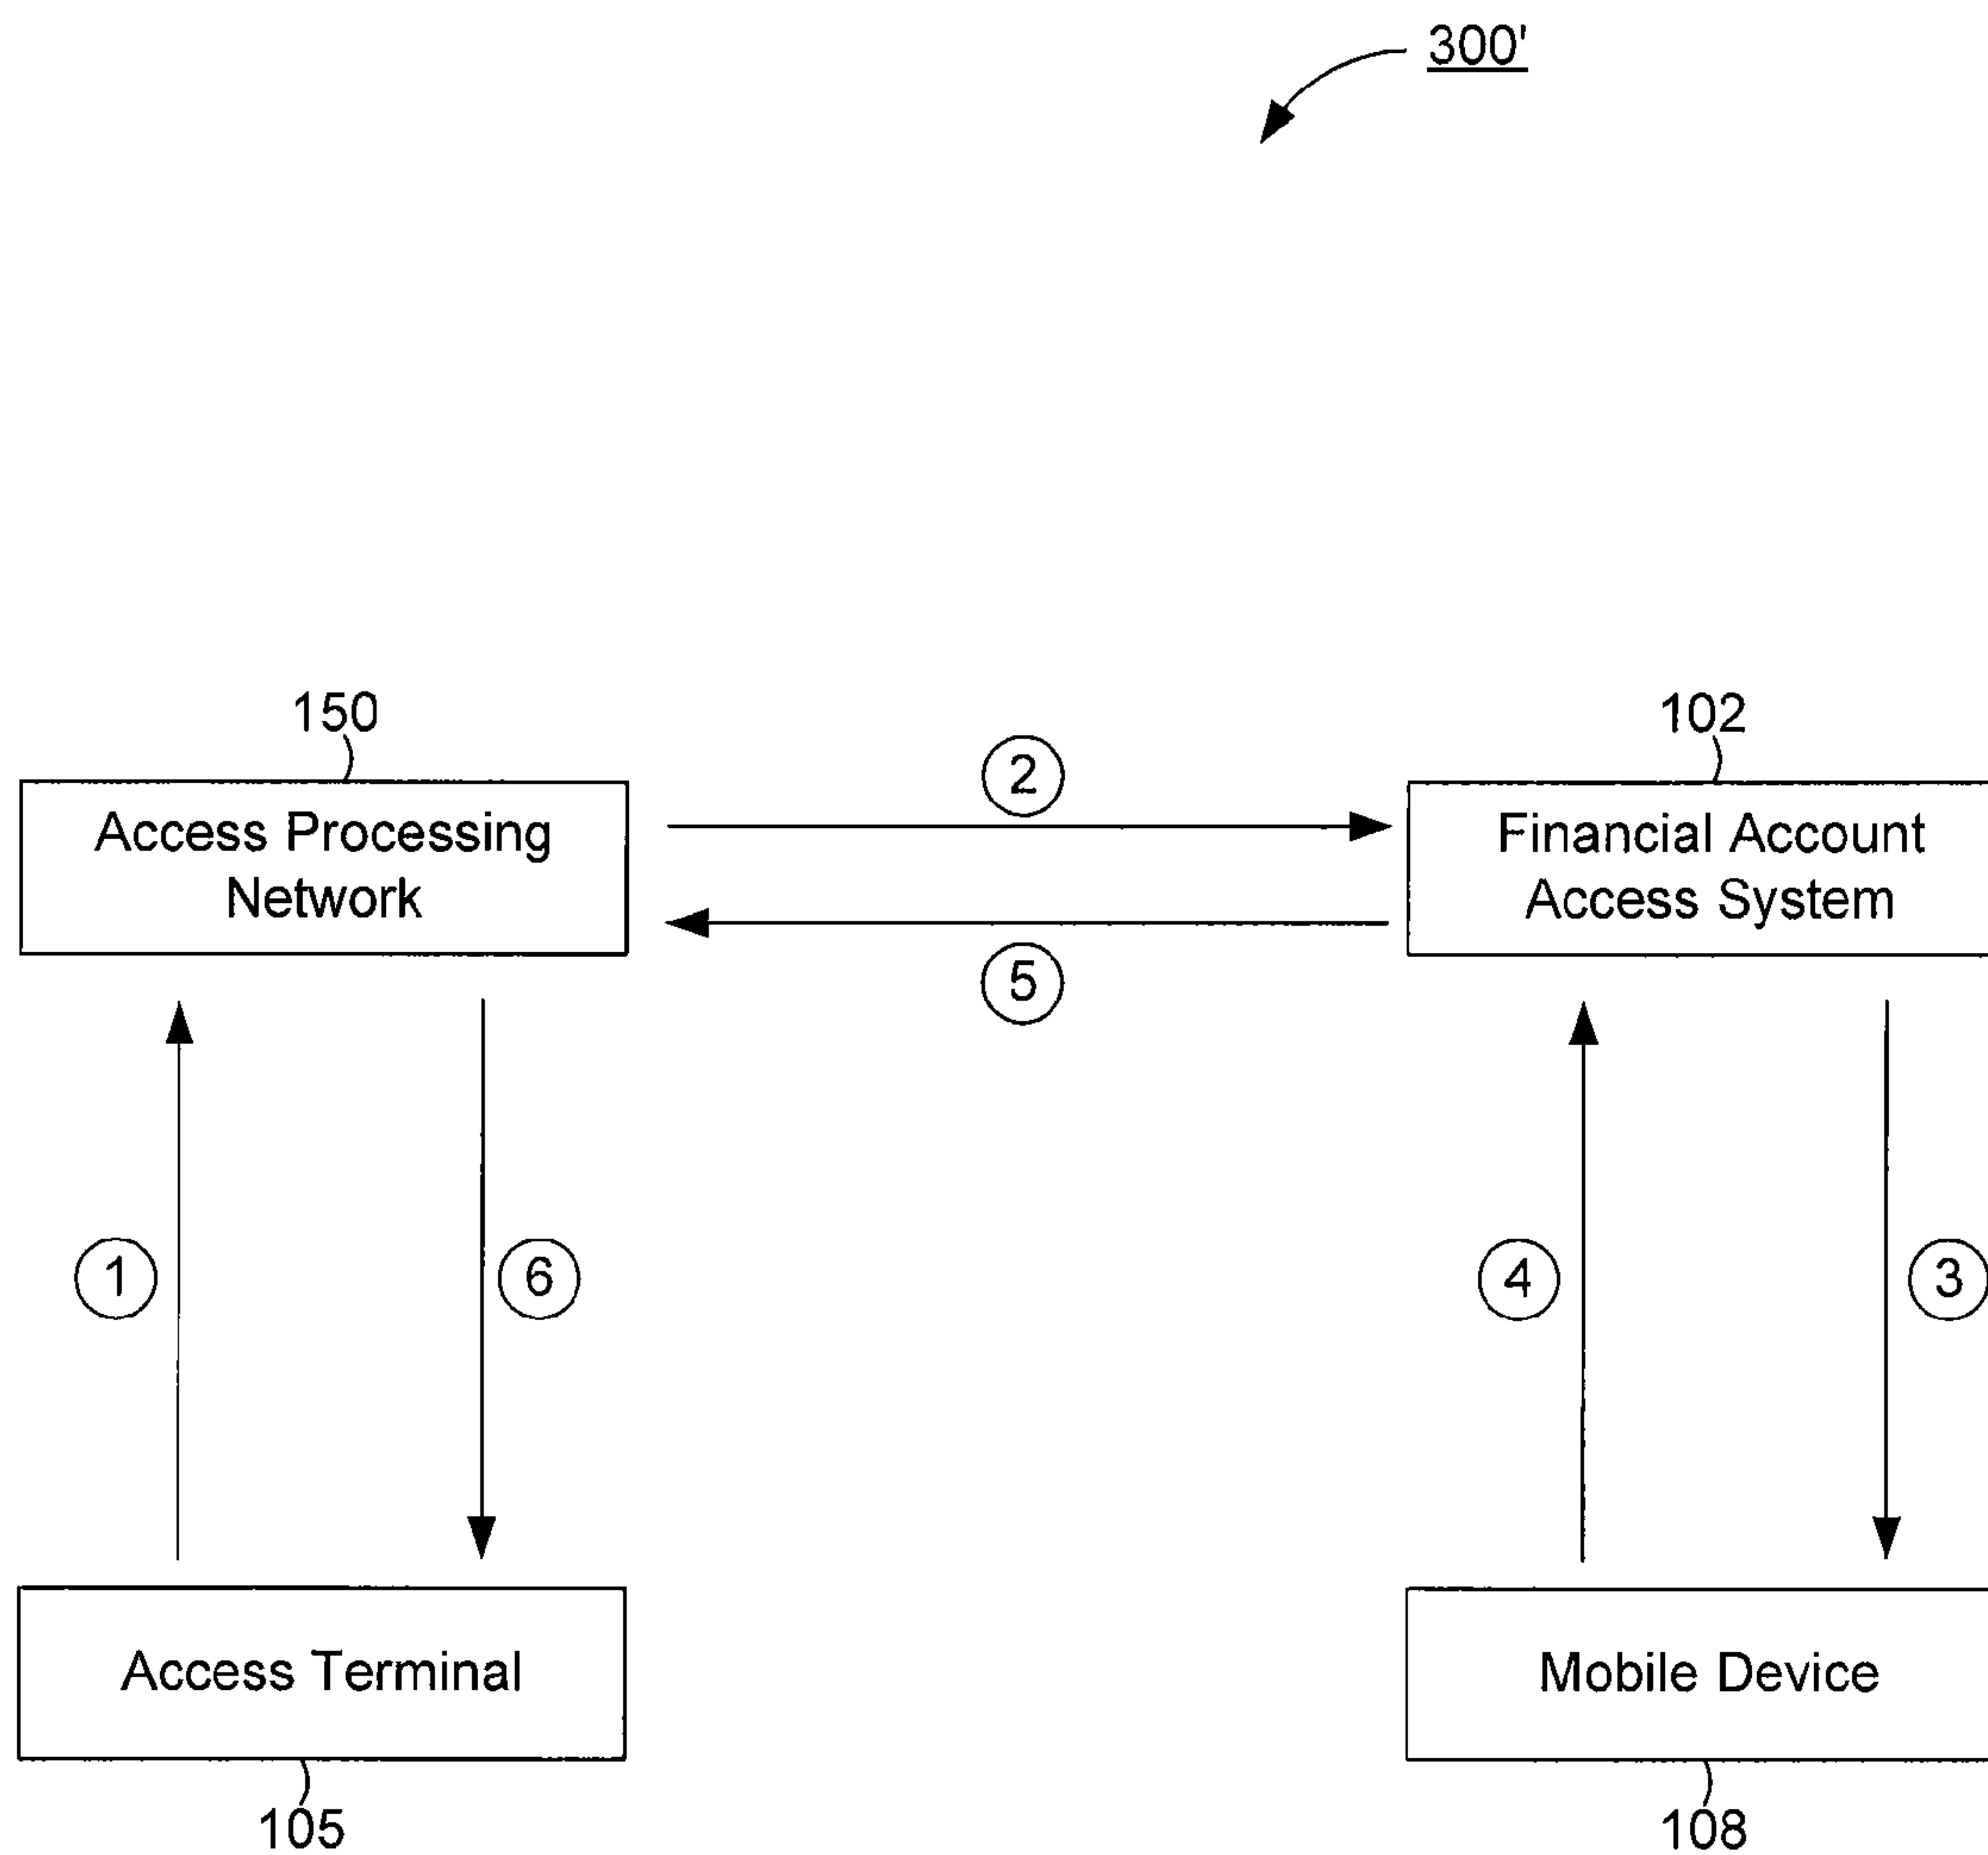 300'
150
102
Access Processing
Network
2
Financial Account
Access System
5
1
6
4
3
Access Terminal
Mobile Device
105
108